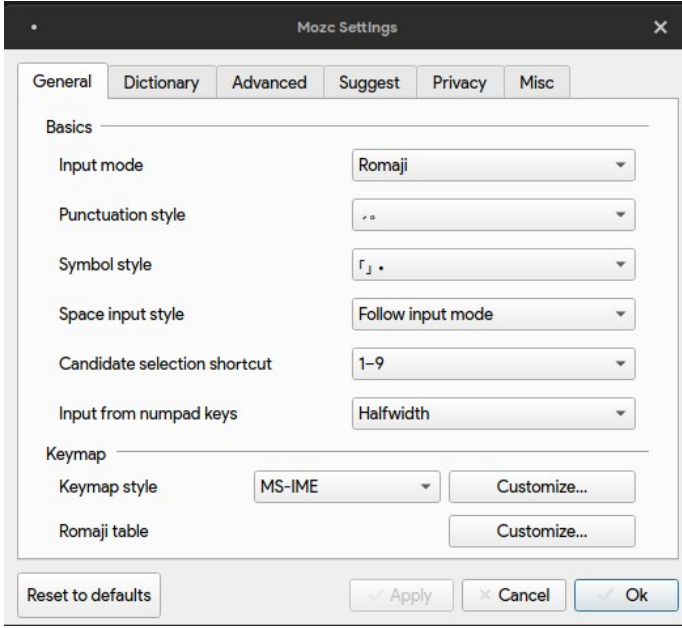 Mozc Settings
General Dictionary Advanced Suggest Privacy Misc
Basics
Input mode Romaji
Punctuation style 、。
Symbol style 「」・
Space input style Follow input mode
Candidate selection shortcut 1–9
Input from numpad keys Halfwidth
Keymap
Keymap style MS-IME Customize...
Romaji table Customize...
Reset to defaults Apply Cancel Ok